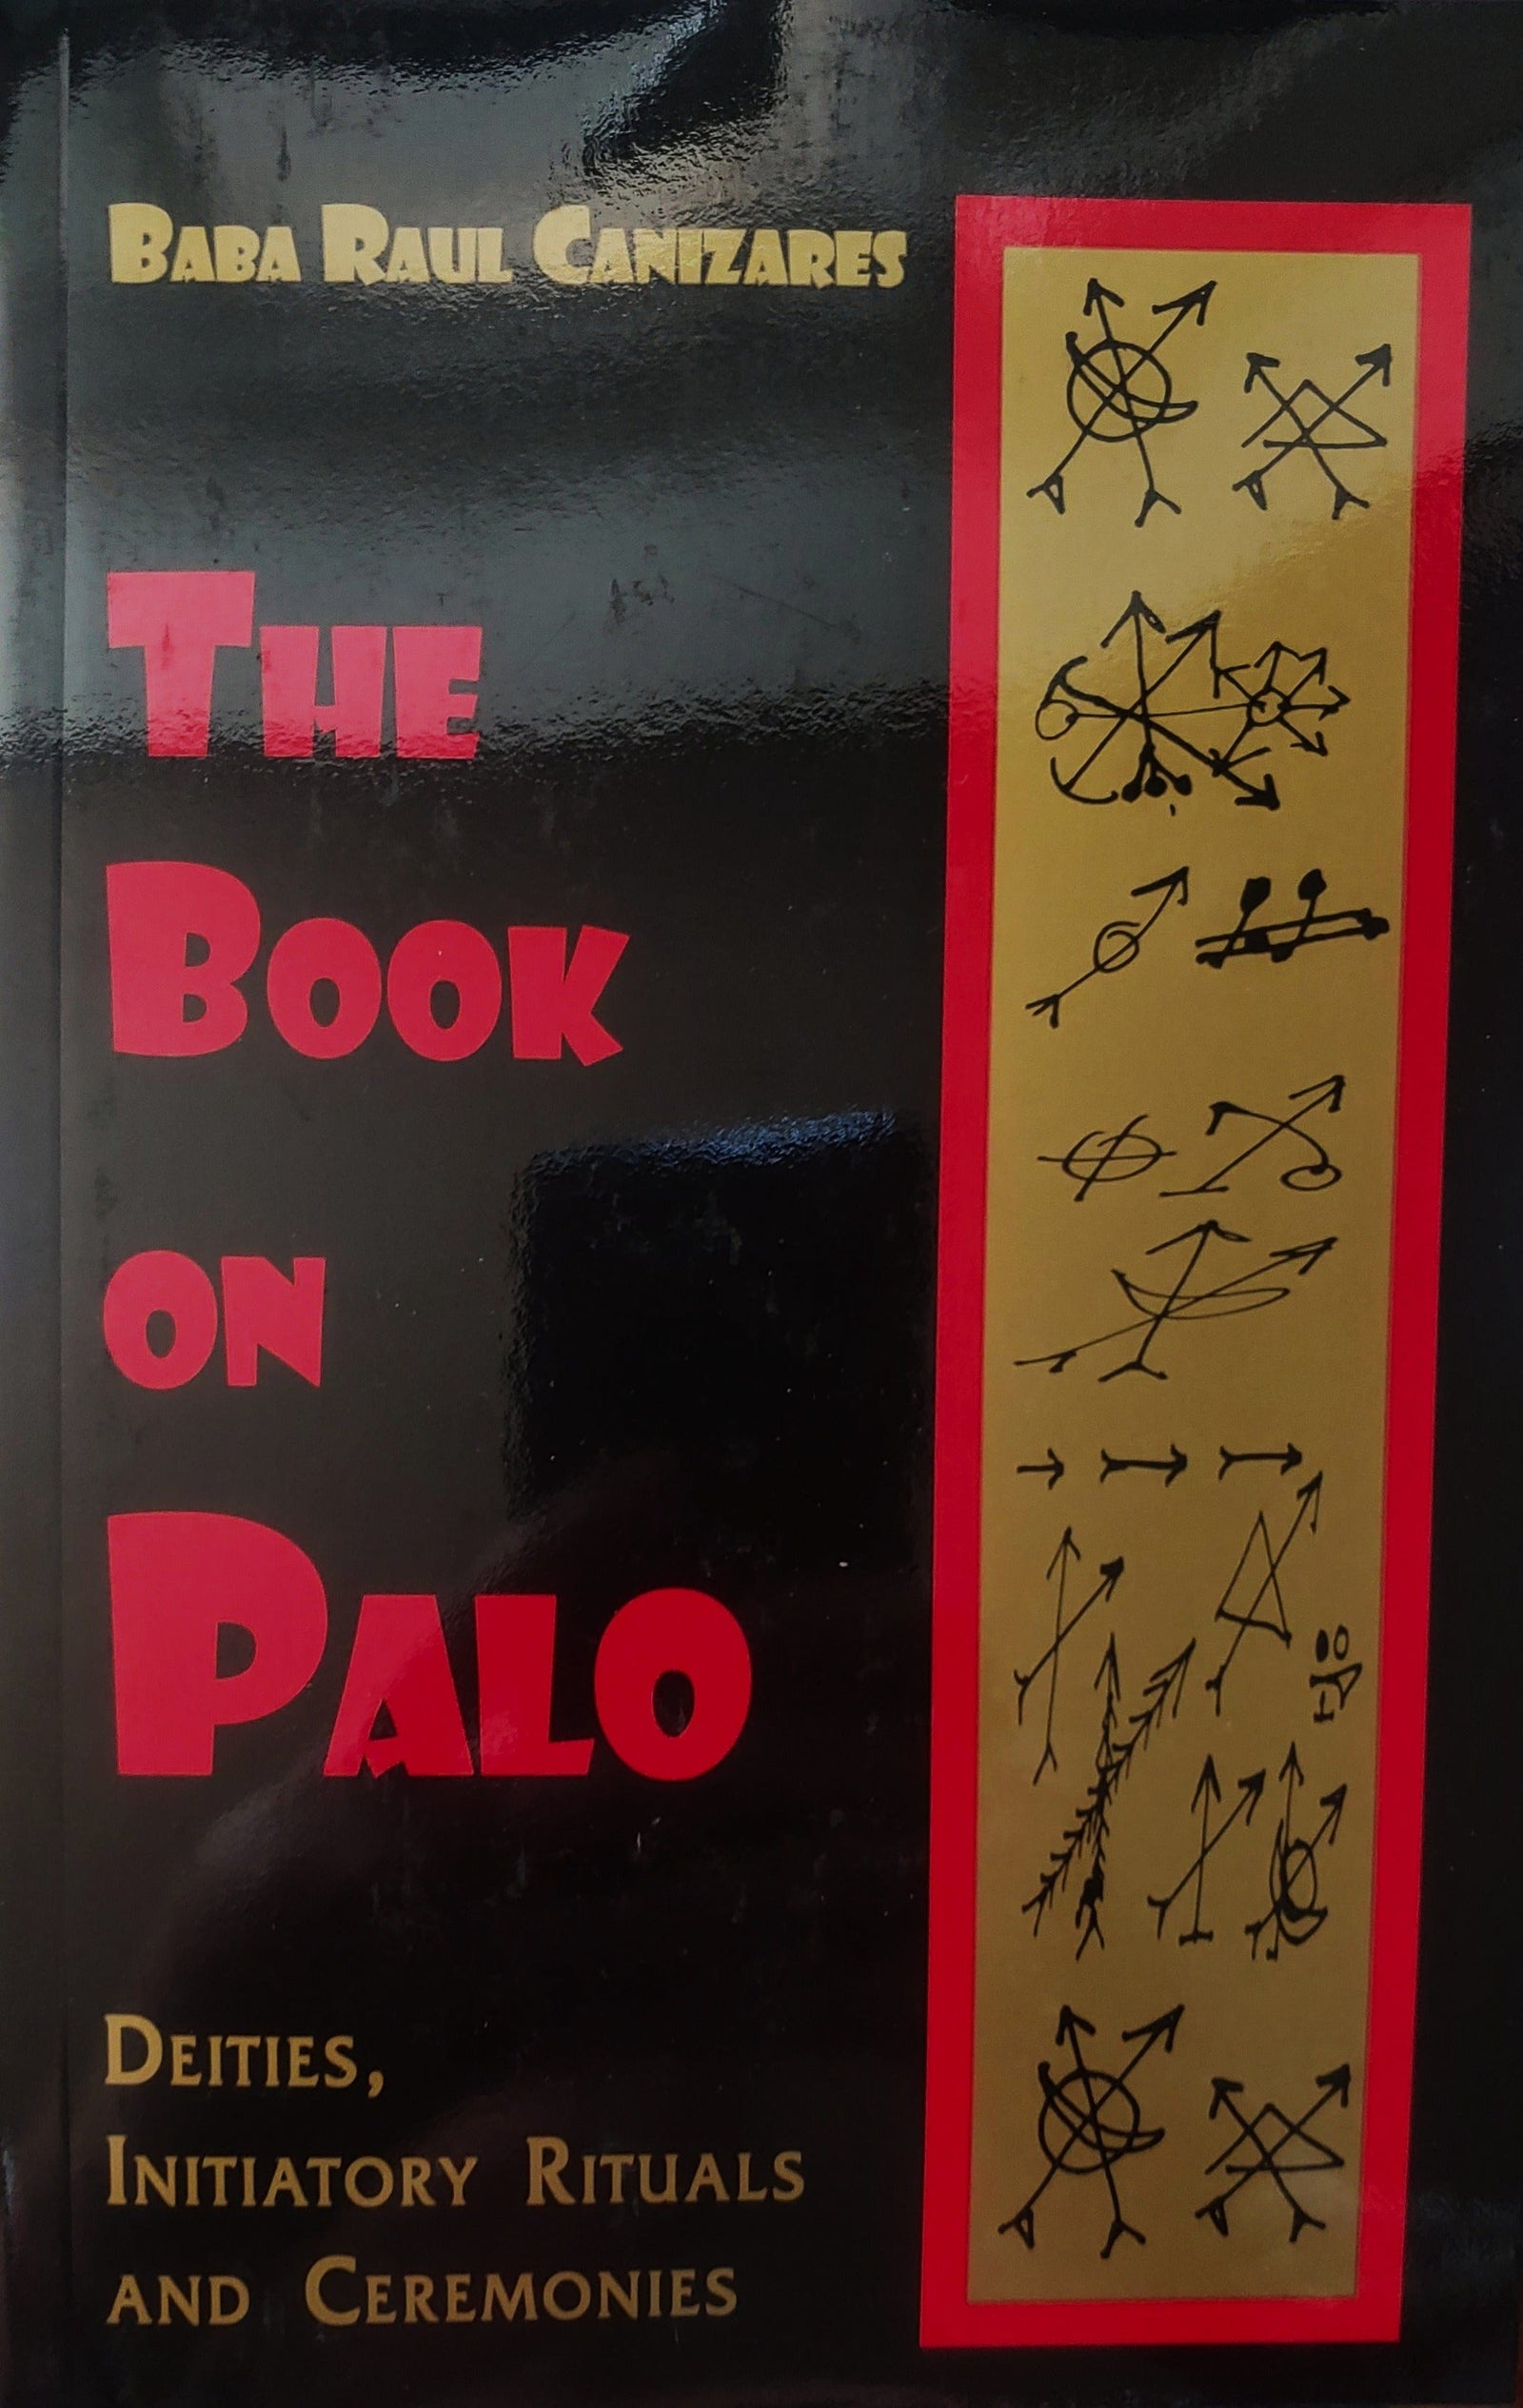 BABA RAUL CANIZARES
THE
BOOK
ON
PALO
DEITIES,
INITIATORY RITUALS
AND CEREMONIES